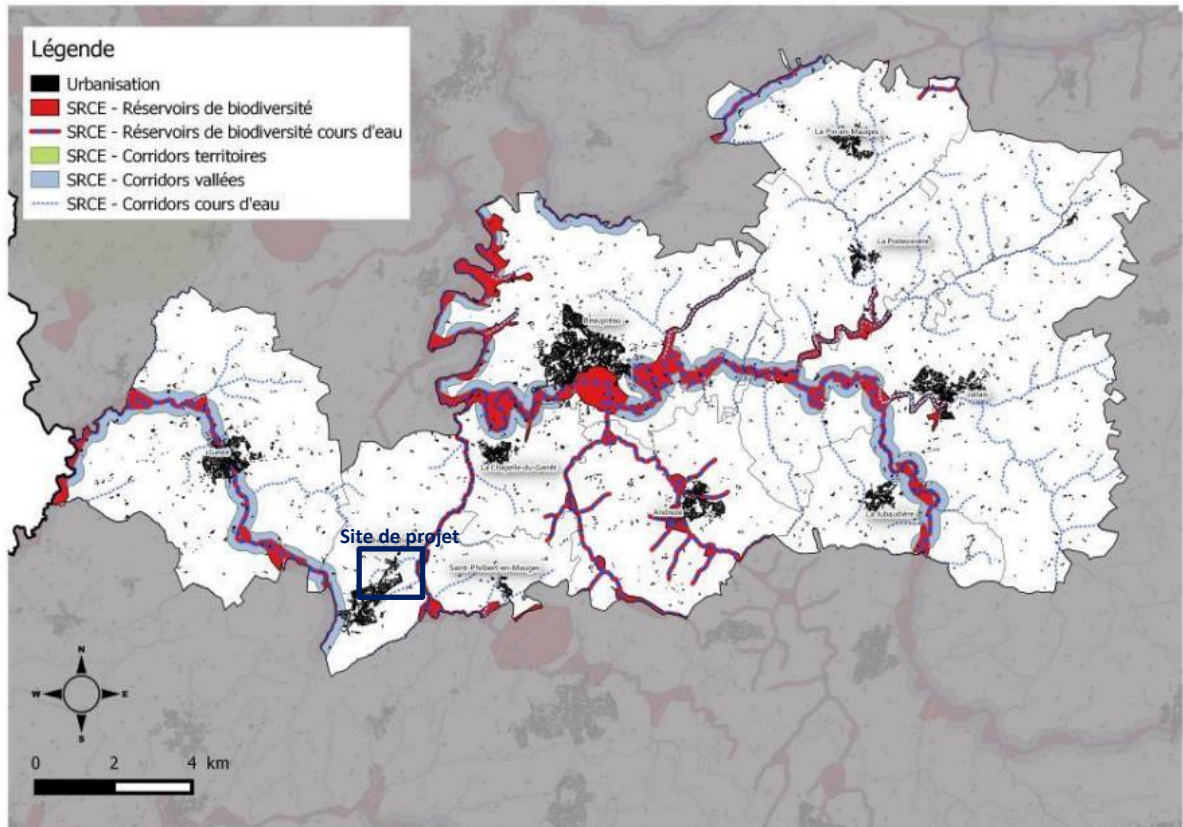 Légende
Urbanisation
SRCE - Réservoirs de biodiversité
SRCE - Réservoirs de biodiversité cours d'eau
SRCE - Corridors territoires
SRCE - Corridors vallées
SRCE - Corridors cours d'eau
Le Pin-en-Mauges
La Poitevinière
Beaupréau
Jallais
Gesté
La Chapelle-du-Genêt
Andrezé
La Jubaudière
Site de projet
Saint-Philbert-en-Mauges
N
W
E
S
0 2 4 km